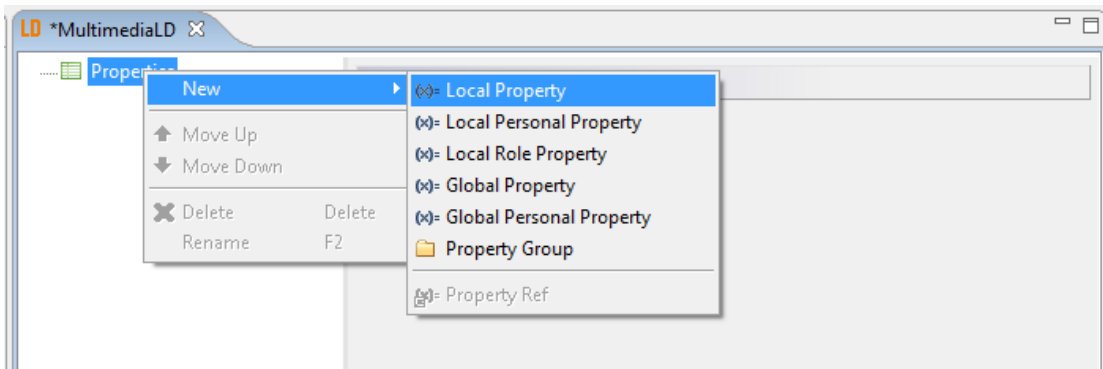 LD *MultimediaLD
Properties
New
Move Up
Move Down
Delete Delete
Rename F2
(x)= Local Property
(x)= Local Personal Property
(x)= Local Role Property
(x)= Global Property
(x)= Global Personal Property
Property Group
(x)= Property Ref